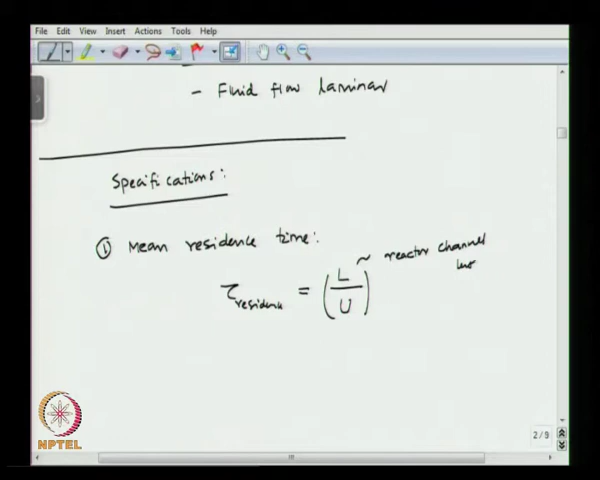 File Edit View Insert Actions Tools Help
- Fluid flow laminar
Specifications:
① Mean residence time:
τresidence = (L/U) ~ reactor channel
2/9
NPTEL